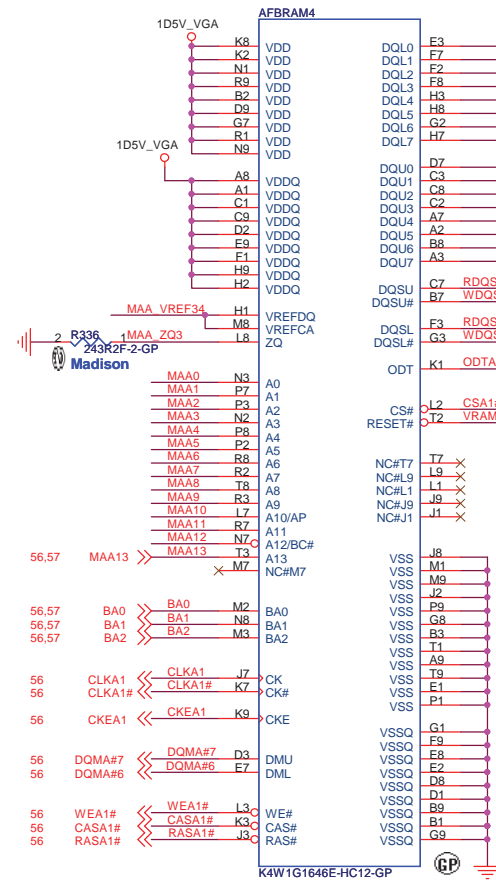 AFBRAM4
1D5V_VGA
K8 VDD DQL0 E3
K2 VDD DQL1 F7
N1 VDD DQL2 F2
R9 VDD DQL3 F8
B2 VDD DQL4 H3
D9 VDD DQL5 H8
G7 VDD DQL6 G2
R1 VDD DQL7 H7
N9 VDD
1D5V_VGA
DQU0 D7
A8 VDDQ DQU1 C3
A1 VDDQ DQU2 C8
C1 VDDQ DQU3 C2
C9 VDDQ DQU4 A7
D2 VDDQ DQU5 A2
E9 VDDQ DQU6 B8
F1 VDDQ DQU7 A3
H9 VDDQ
H2 VDDQ DQSU C7 RDQS
DQSU# B7 WDQS
MAA_VREF34 H1 VREFDQ
M8 VREFCA DQSL F3 RDQS
2 R336 1 MAA_ZQ3 L8 ZQ DQSL# G3 WDQS
243R2F-2-GP
Madison
ODT K1 ODTA
MAA0 N3 A0
MAA1 P7 A1
MAA2 P3 A2 CS# L2 CSA1#
MAA3 N2 A3 RESET# T2 VRAM
MAA4 P8 A4
MAA5 P2 A5
MAA6 R8 A6 NC#T7 T7
MAA7 R2 A7 NC#L9 L9
MAA8 T8 A8 NC#L1 L1
MAA9 R3 A9 NC#J9 J9
MAA10 L7 A10/AP NC#J1 J1
MAA11 R7 A11
MAA12 N7 A12/BC#
56,57 MAA13 MAA13 T3 A13 VSS J8
M7 NC#M7 VSS M1
VSS M9
VSS J2
56,57 BA0 BA0 M2 BA0 VSS P9
56,57 BA1 BA1 N8 BA1 VSS G8
56,57 BA2 BA2 M3 BA2 VSS B3
VSS T1
VSS A9
56 CLKA1 CLKA1 J7 CK VSS T9
56 CLKA1# CLKA1# K7 CK# VSS E1
VSS P1
56 CKEA1 CKEA1 K9 CKE
VSSQ G1
VSSQ F9
56 DQMA#7 DQMA#7 D3 DMU VSSQ E8
56 DQMA#6 DQMA#6 E7 DML VSSQ E2
VSSQ D8
VSSQ D1
56 WEA1# WEA1# L3 WE# VSSQ B9
56 CASA1# CASA1# K3 CAS# VSSQ B1
56 RASA1# RASA1# J3 RAS# VSSQ G9
K4W1G1646E-HC12-GP
GP